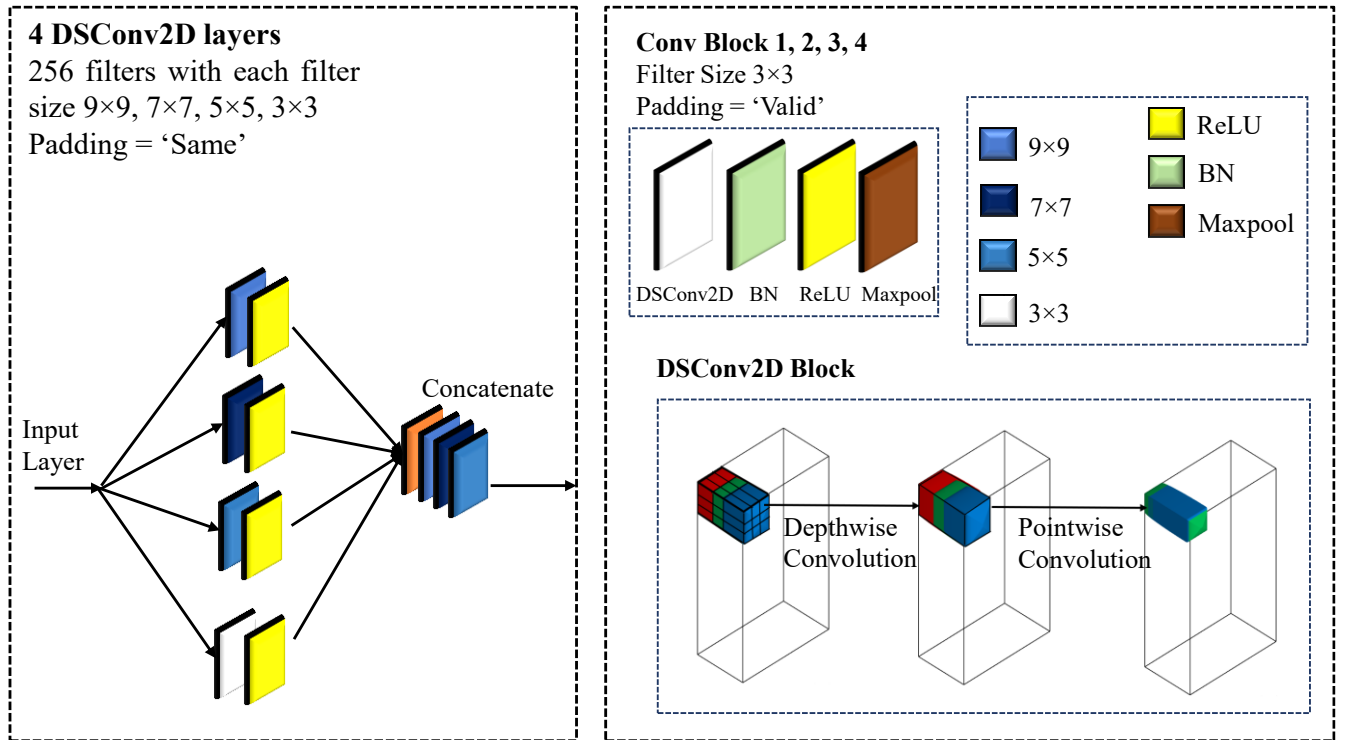 4 DSConv2D layers
256 filters with each filter
size 9×9, 7×7, 5×5, 3×3
Padding = ‘Same’
Input
Layer
Concatenate
Conv Block 1, 2, 3, 4
Filter Size 3×3
Padding = ‘Valid’
DSConv2D BN ReLU Maxpool
9×9
7×7
5×5
3×3
ReLU
BN
Maxpool
DSConv2D Block
Depthwise
Convolution
Pointwise
Convolution